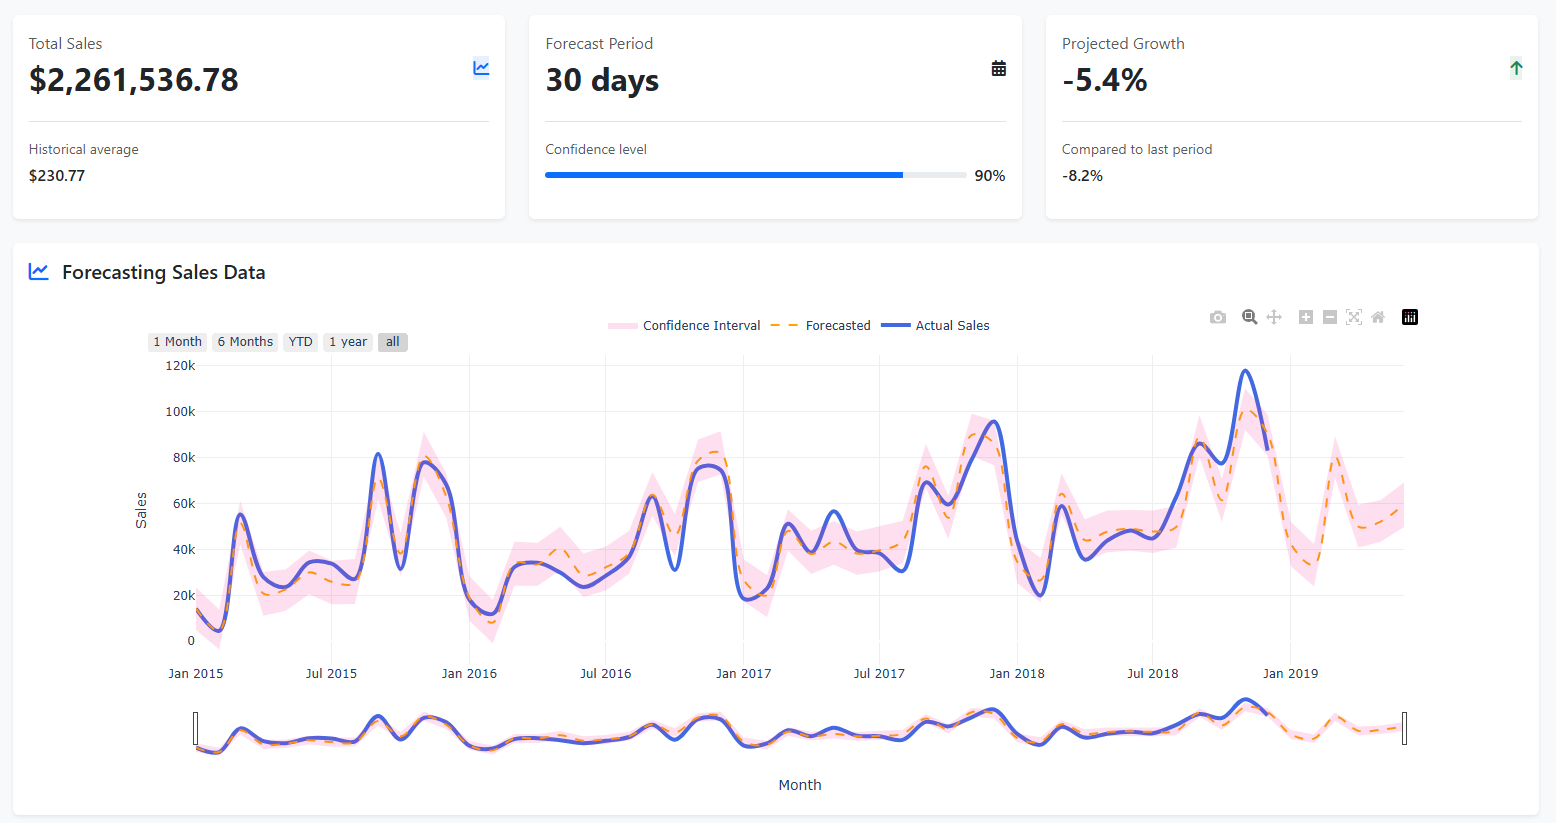 Total Sales
$2,261,536.78
Historical average
$230.77
Forecast Period
30 days
Confidence level
90%
Projected Growth
-5.4%
Compared to last period
-8.2%
Forecasting Sales Data
Confidence Interval Forecasted Actual Sales
1 Month 6 Months YTD 1 year all
120k
100k
80k
60k
40k
20k
0
Sales
Jan 2015 Jul 2015 Jan 2016 Jul 2016 Jan 2017 Jul 2017 Jan 2018 Jul 2018 Jan 2019
Month